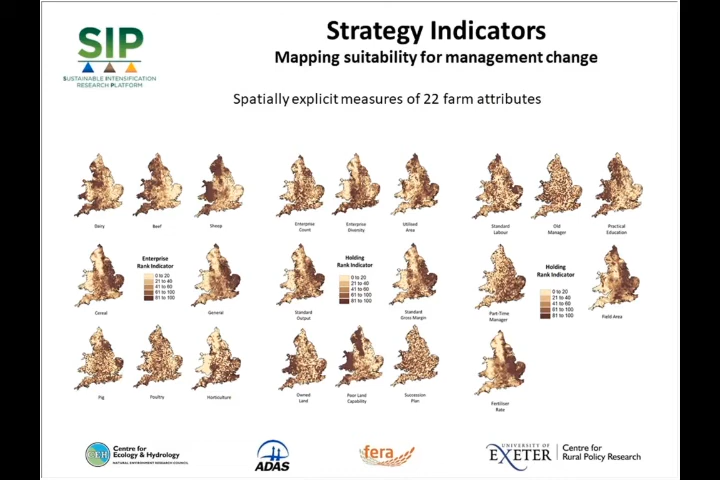 Strategy Indicators
Mapping suitability for management change
SIP
SUSTAINABLE INTENSIFICATION
RESEARCH PLATFORM
Spatially explicit measures of 22 farm attributes
Dairy
Beef
Sheep
Enterprise
Rank Indicator
0 to 20
21 to 40
41 to 60
61 to 100
81 to 100
Cereal
General
Pig
Poultry
Horticulture
Enterprise
Count
Enterprise
Diversity
Utilised
Area
Holding
Rank Indicator
0 to 20
21 to 40
41 to 60
61 to 100
81 to 100
Standard
Output
Standard
Gross Margin
Owned
Land
Poor Land
Capability
Succession
Plan
Standard
Labour
Old
Manager
Practical
Education
Part-Time
Manager
Holding
Rank Indicator
0 to 20
21 to 40
41 to 60
61 to 100
81 to 100
Field Area
Fertiliser
Rate
CEH
Centre for
Ecology & Hydrology
NATURAL ENVIRONMENT RESEARCH COUNCIL
ADAS
fera
UNIVERSITY OF
EXETER
Centre for
Rural Policy Research